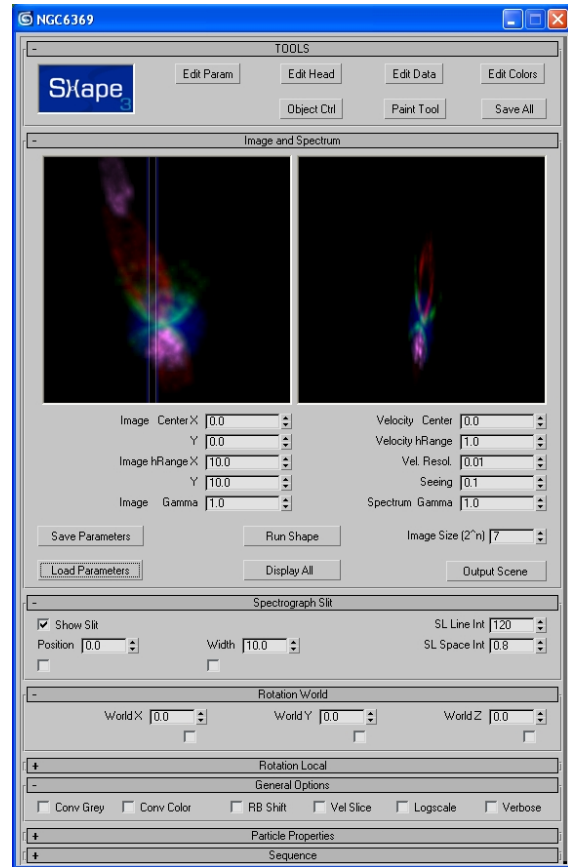 NGC6369
- TOOLS
SHape 3
Edit Param Edit Head Edit Data Edit Colors
Object Ctrl Paint Tool Save All
- Image and Spectrum
Image Center X 0.0 Velocity Center 0.0
Y 0.0 Velocity hRange 1.0
Image hRange X 10.0 Vel. Resol. 0.01
Y 10.0 Seeing 0.1
Image Gamma 1.0 Spectrum Gamma 1.0
Save Parameters Run Shape Image Size (2^n) 7
Load Parameters Display All Output Scene
- Spectrograph Slit
Show Slit SL Line Int 120
Position 0.0 Width 10.0 SL Space Int 0.8
- Rotation World
World X 0.0 World Y 0.0 World Z 0.0
+ Rotation Local
- General Options
Conv Grey Conv Color RB Shift Vel Slice Logscale Verbose
+ Particle Properties
+ Sequence